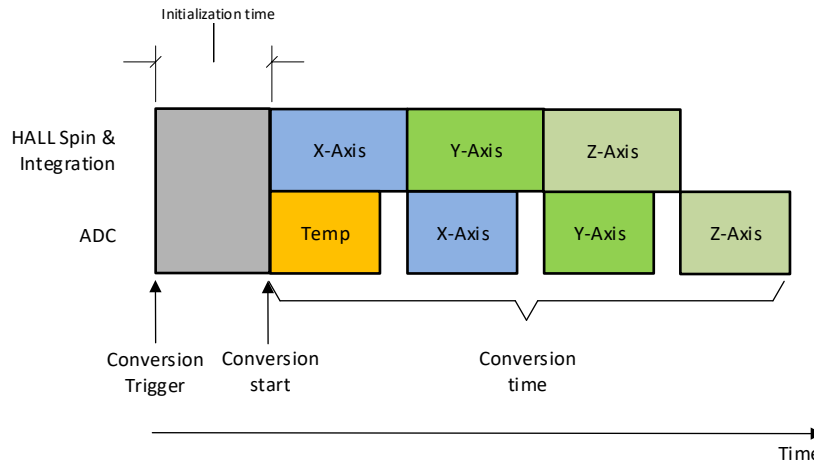 Initialization time
HALL Spin &
Integration
X-Axis
Y-Axis
Z-Axis
ADC
Temp
X-Axis
Y-Axis
Z-Axis
Conversion
Trigger
Conversion
start
Conversion
time
Time